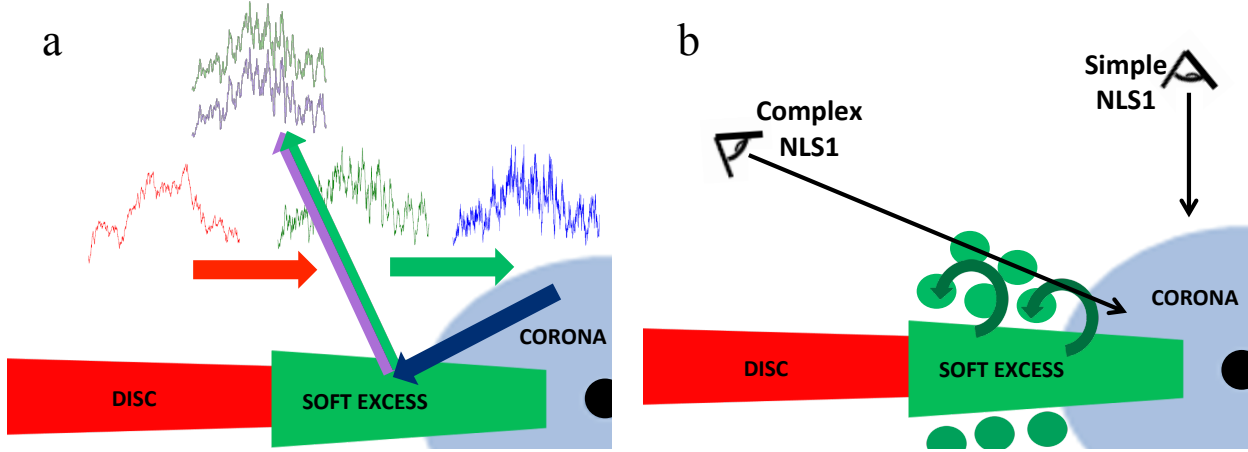 a
CORONA
DISC
SOFT EXCESS
b
Simple
NLS1
Complex
NLS1
CORONA
DISC
SOFT EXCESS